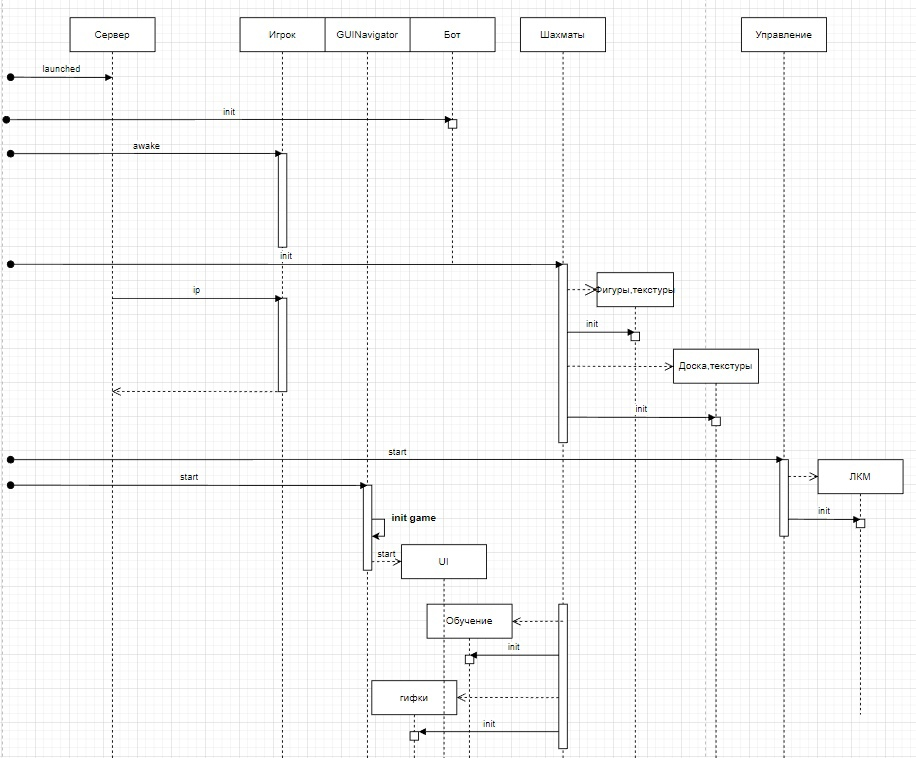 Сервер
Игрок
GUINavigator
Бот
Шахматы
Управление
launched
init
awake
init
ip
Фигуры,текстуры
init
Доска,текстуры
init
start
start
ЛКМ
init
init game
start
UI
Обучение
init
гифки
init